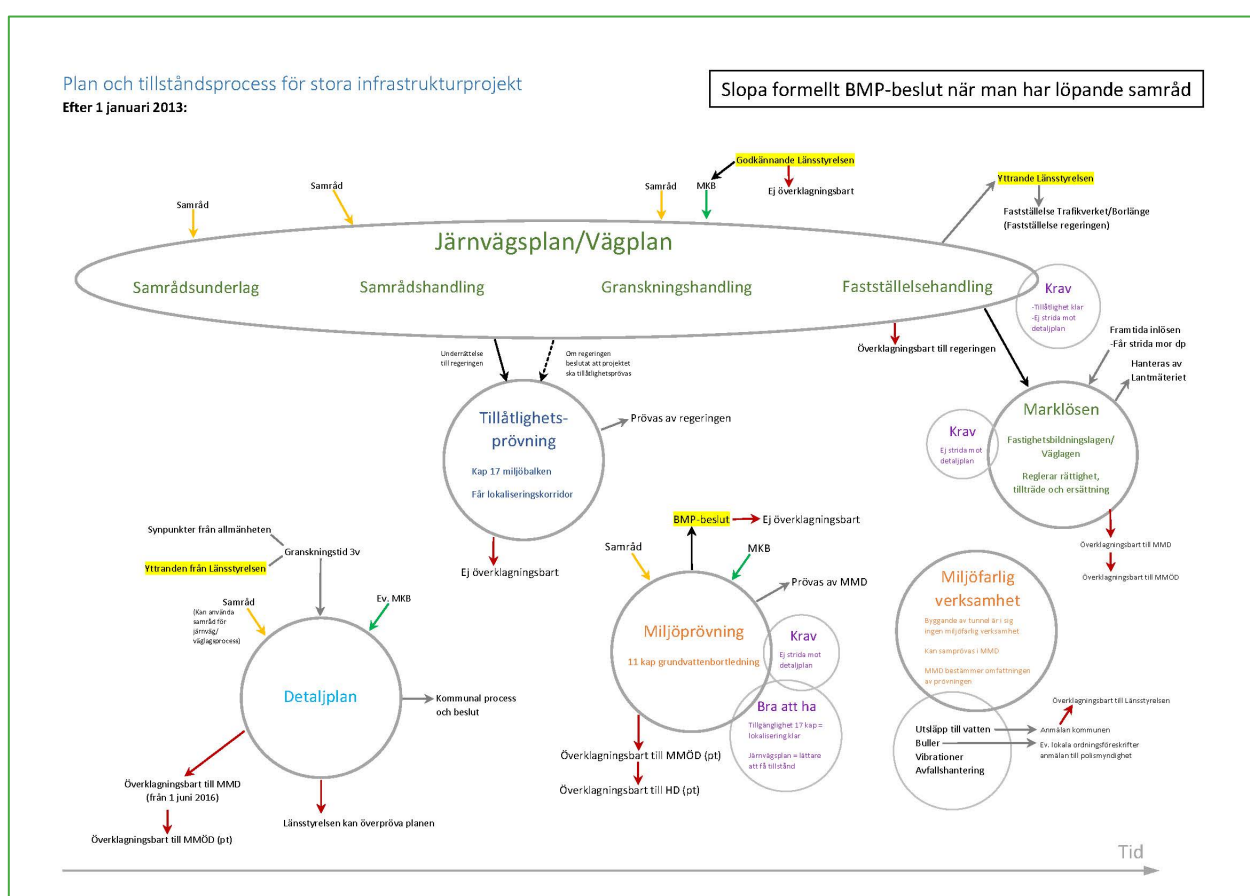 Plan och tillståndsprocess för stora infrastrukturprojekt
Efter 1 januari 2013:
Slopa formellt BMP-beslut när man har löpande samråd
Samråd
Samråd
Samråd
MKB
Godkännande Länsstyrelsen
Ej överklagningsbart
Yttrande Länsstyrelsen
Fastställelse Trafikverket/Borlänge
(Fastställelse regeringen)
Järnvägsplan/Vägplan
Samrådsunderlag
Samrådshandling
Granskningshandling
Fastställelsehandling
Krav
-Tillåtlighet klar
-Ej strida mot
detaljplan
Överklagningsbart till regeringen
Framtida inlösen
-Får strida mor dp
Hanteras av
Lantmäteriet
Underrättelse
till regeringen
Om regeringen
beslutat att projektet
ska tillåtlighetsprövas
Tillåtlighets-
prövning
Kap 17 miljöbalken
Får lokaliseringskorridor
Prövas av regeringen
Ej överklagningsbart
Krav
Ej strida mot
detaljplan
Marklösen
Fastighetsbildningslagen/
Väglagen
Reglerar rättighet,
tillträde och ersättning
Överklagningsbart till MMD
Överklagningsbart till MMÖD
Synpunkter från allmänheten
Granskningstid 3v
Yttranden från Länsstyrelsen
Samråd
(Kan använda
samråd för
järnväg/
väglagsprocess)
Ev. MKB
Detaljplan
Kommunal process
och beslut
Överklagningsbart till MMD
(från 1 juni 2016)
Överklagningsbart till MMÖD (pt)
Länsstyrelsen kan överpröva planen
BMP-beslut
Ej överklagningsbart
Samråd
MKB
Prövas av MMD
Miljöprövning
11 kap grundvattenbortledning
Krav
Ej strida mot
detaljplan
Bra att ha
Tillgänglighet 17 kap =
lokalisering klar
Järnvägsplan = lättare
att få tillstånd
Överklagningsbart till MMÖD (pt)
Överklagningsbart till HD (pt)
Miljöfarlig
verksamhet
Byggande av tunnel är i sig
ingen miljöfarlig verksamhet
Kan samprövas i MMD
MMD bestämmer omfattningen
av prövningen
Utsläpp till vatten
Buller
Vibrationer
Avfallshantering
Överklagningsbart till Länsstyrelsen
Anmälan kommunen
Ev. lokala ordningsföreskrifter
anmälan till polismyndighet
Tid